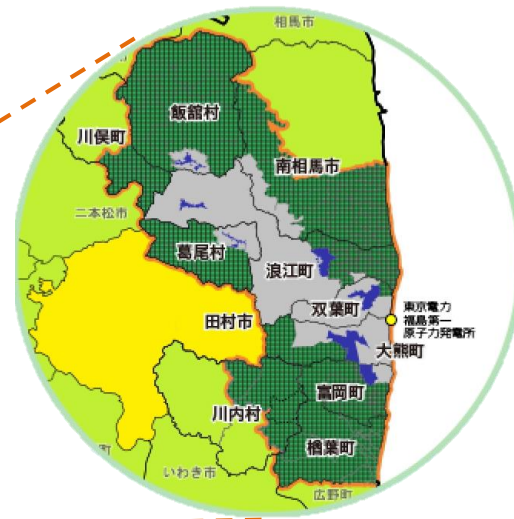 相馬市
飯舘村
川俣町
南相馬市
二本松市
葛尾村
浪江町
双葉町
東京電力
福島第一
原子力発電所
田村市
大熊町
富岡町
川内村
楢葉町
町
いわき市
広野町